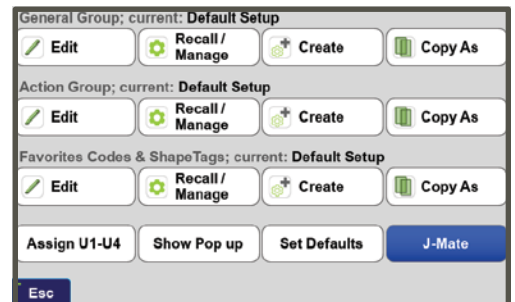 General Group; current: Default Setup
Edit
Recall /
Manage
Create
Copy As
Action Group; current: Default Setup
Edit
Recall /
Manage
Create
Copy As
Favorites Codes & ShapeTags; current: Default Setup
Edit
Recall /
Manage
Create
Copy As
Assign U1-U4
Show Pop up
Set Defaults
J-Mate
Esc